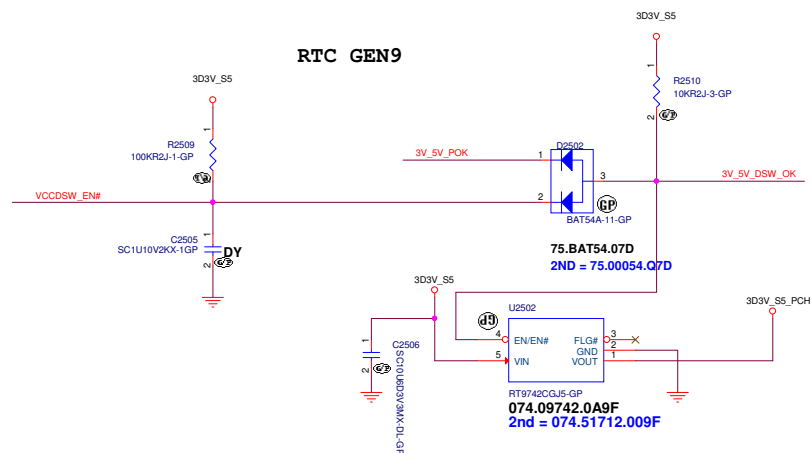 RTC GEN9
3D3V_S5
1
R2509
100KR2J-1-GP
2
VCCDSW_EN#
1
C2505
SC1U10V2KX-1GP
2
DY
3D3V_S5
1
R2510
10KR2J-3-GP
2
3V_5V_POK
1
D2502
3
3V_5V_DSW_OK
2
GP
BAT54A-11-GP
75.BAT54.07D
2ND = 75.00054.Q7D
3D3V_S5
1
C2506
2
SC10U6D3V3MX-DL-GP
GP
U2502
3D3V_S5_PCH
4 EN/EN# FLG# 3
GND 2
5 VIN VOUT 1
RT9742CGJ5-GP
074.09742.0A9F
2nd = 074.51712.009F